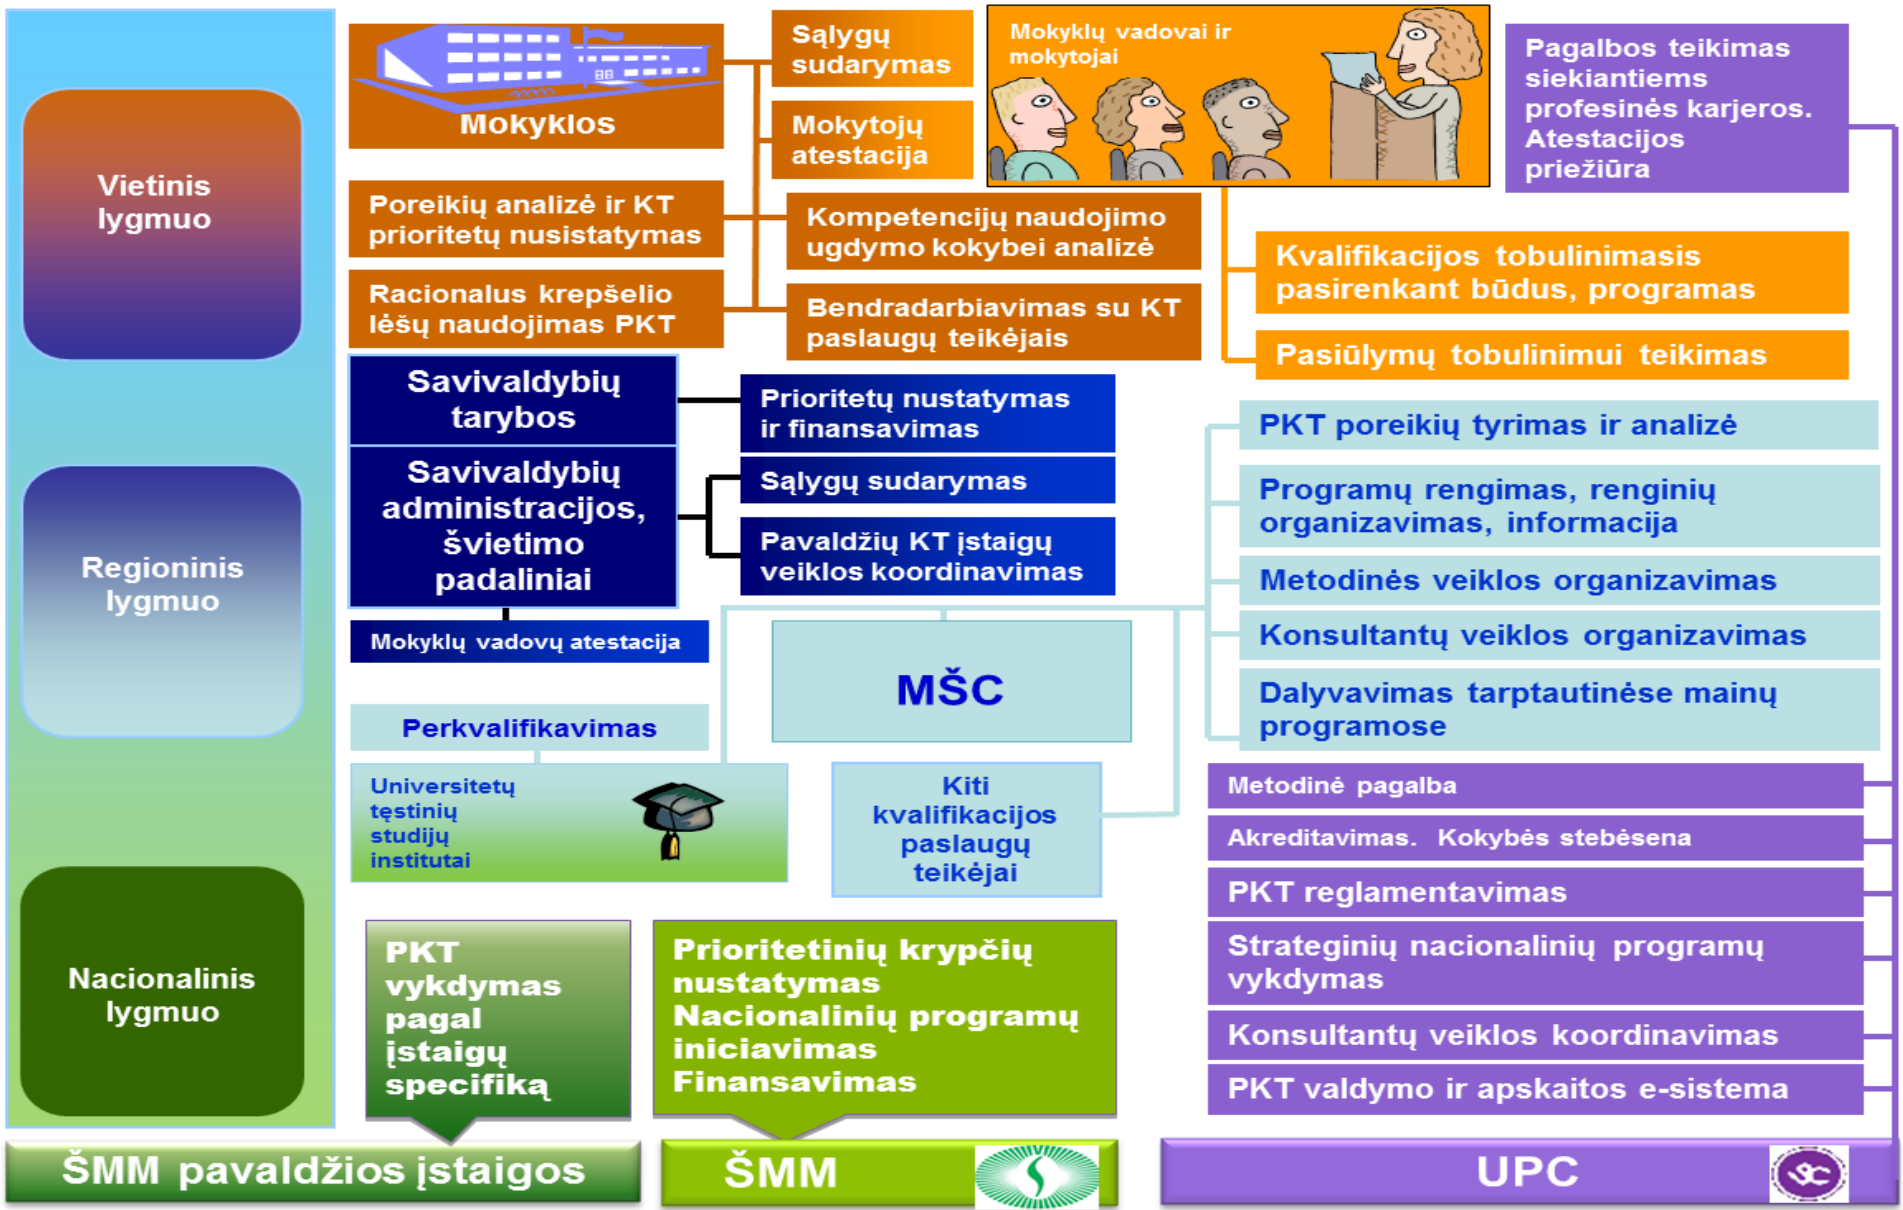 Vietinis
lygmuo
Regioninis
lygmuo
Nacionalinis
lygmuo
Mokyklos
Sąlygų
sudarymas
Mokytojų
atestacija
Poreikių analizė ir KT
prioritetų nusistatymas
Kompetencijų naudojimo
ugdymo kokybei analizė
Racionalus krepšelio
lėšų naudojimas PKT
Bendradarbiavimas su KT
paslaugų teikėjais
Mokyklų vadovai ir
mokytojai
Pagalbos teikimas
siekiantiems
profesinės karjeros.
Atestacijos
priežiūra
Kvalifikacijos tobulinimasis
pasirenkant būdus, programas
Pasiūlymų tobulinimui teikimas
Savivaldybių
tarybos
Prioritetų nustatymas
ir finansavimas
Savivaldybių
administracijos,
švietimo
padaliniai
Sąlygų sudarymas
Pavaldžių KT įstaigų
veiklos koordinavimas
Mokyklų vadovų atestacija
PKT poreikių tyrimas ir analizė
Programų rengimas, renginių
organizavimas, informacija
Metodinės veiklos organizavimas
Konsultantų veiklos organizavimas
Dalyvavimas tarptautinėse mainų
programose
MŠC
Perkvalifikavimas
Universitetų
tęstinių
studijų
institutai
Kiti
kvalifikacijos
paslaugų
teikėjai
Metodinė pagalba
Akreditavimas. Kokybės stebėsena
PKT reglamentavimas
Strateginių nacionalinių programų
vykdymas
Konsultantų veiklos koordinavimas
PKT valdymo ir apskaitos e-sistema
PKT
vykdymas
pagal
įstaigų
specifiką
Prioritetinių krypčių
nustatymas
Nacionalinių programų
iniciavimas
Finansavimas
ŠMM pavaldžios įstaigos
ŠMM
UPC